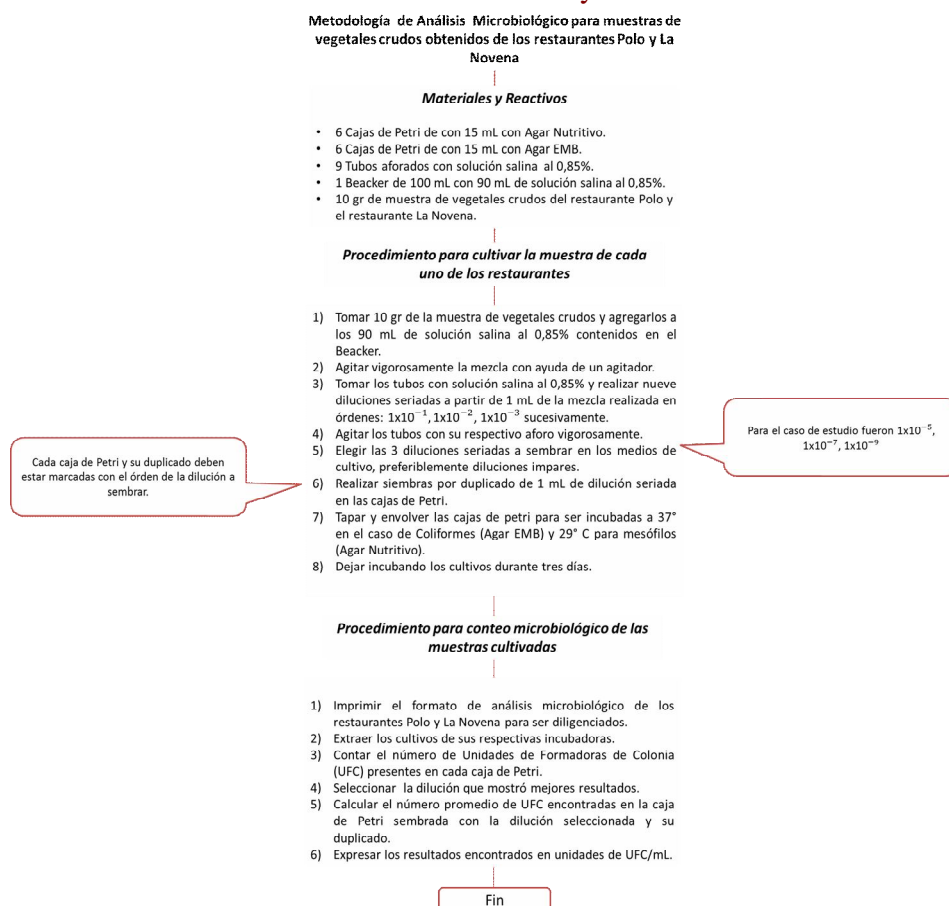 Metodología de Análisis Microbiológico para muestras de
vegetales crudos obtenidos de los restaurantes Polo y La
Novena
Materiales y Reactivos
• 6 Cajas de Petri de con 15 mL con Agar Nutritivo.
• 6 Cajas de Petri de con 15 mL con Agar EMB.
• 9 Tubos aforados con solución salina al 0,85%.
• 1 Beacker de 100 mL con 90 mL de solución salina al 0,85%.
• 10 gr de muestra de vegetales crudos del restaurante Polo y
el restaurante La Novena.
Procedimiento para cultivar la muestra de cada
uno de los restaurantes
1) Tomar 10 gr de la muestra de vegetales crudos y agregarlos a
los 90 mL de solución salina al 0,85% contenidos en el
Beacker.
2) Agitar vigorosamente la mezcla con ayuda de un agitador.
3) Tomar los tubos con solución salina al 0,85% y realizar nueve
diluciones seriadas a partir de 1 mL de la mezcla realizada en
órdenes: 1x10⁻¹, 1x10⁻², 1x10⁻³ sucesivamente.
4) Agitar los tubos con su respectivo aforo vigorosamente.
5) Elegir las 3 diluciones seriadas a sembrar en los medios de
cultivo, preferiblemente diluciones impares.
6) Realizar siembras por duplicado de 1 mL de dilución seriada
en las cajas de Petri.
7) Tapar y envolver las cajas de petri para ser incubadas a 37°
en el caso de Coliformes (Agar EMB) y 29° C para mesófilos
(Agar Nutritivo).
8) Dejar incubando los cultivos durante tres días.
Para el caso de estudio fueron 1x10⁻⁵,
1x10⁻⁷, 1x10⁻⁹
Cada caja de Petri y su duplicado deben
estar marcadas con el órden de la dilución a
sembrar.
Procedimiento para conteo microbiológico de las
muestras cultivadas
1) Imprimir el formato de análisis microbiológico de los
restaurantes Polo y La Novena para ser diligenciados.
2) Extraer los cultivos de sus respectivas incubadoras.
3) Contar el número de Unidades de Formadoras de Colonia
(UFC) presentes en cada caja de Petri.
4) Seleccionar la dilución que mostró mejores resultados.
5) Calcular el número promedio de UFC encontradas en la caja
de Petri sembrada con la dilución seleccionada y su
duplicado.
6) Expresar los resultados encontrados en unidades de UFC/mL.
Fin